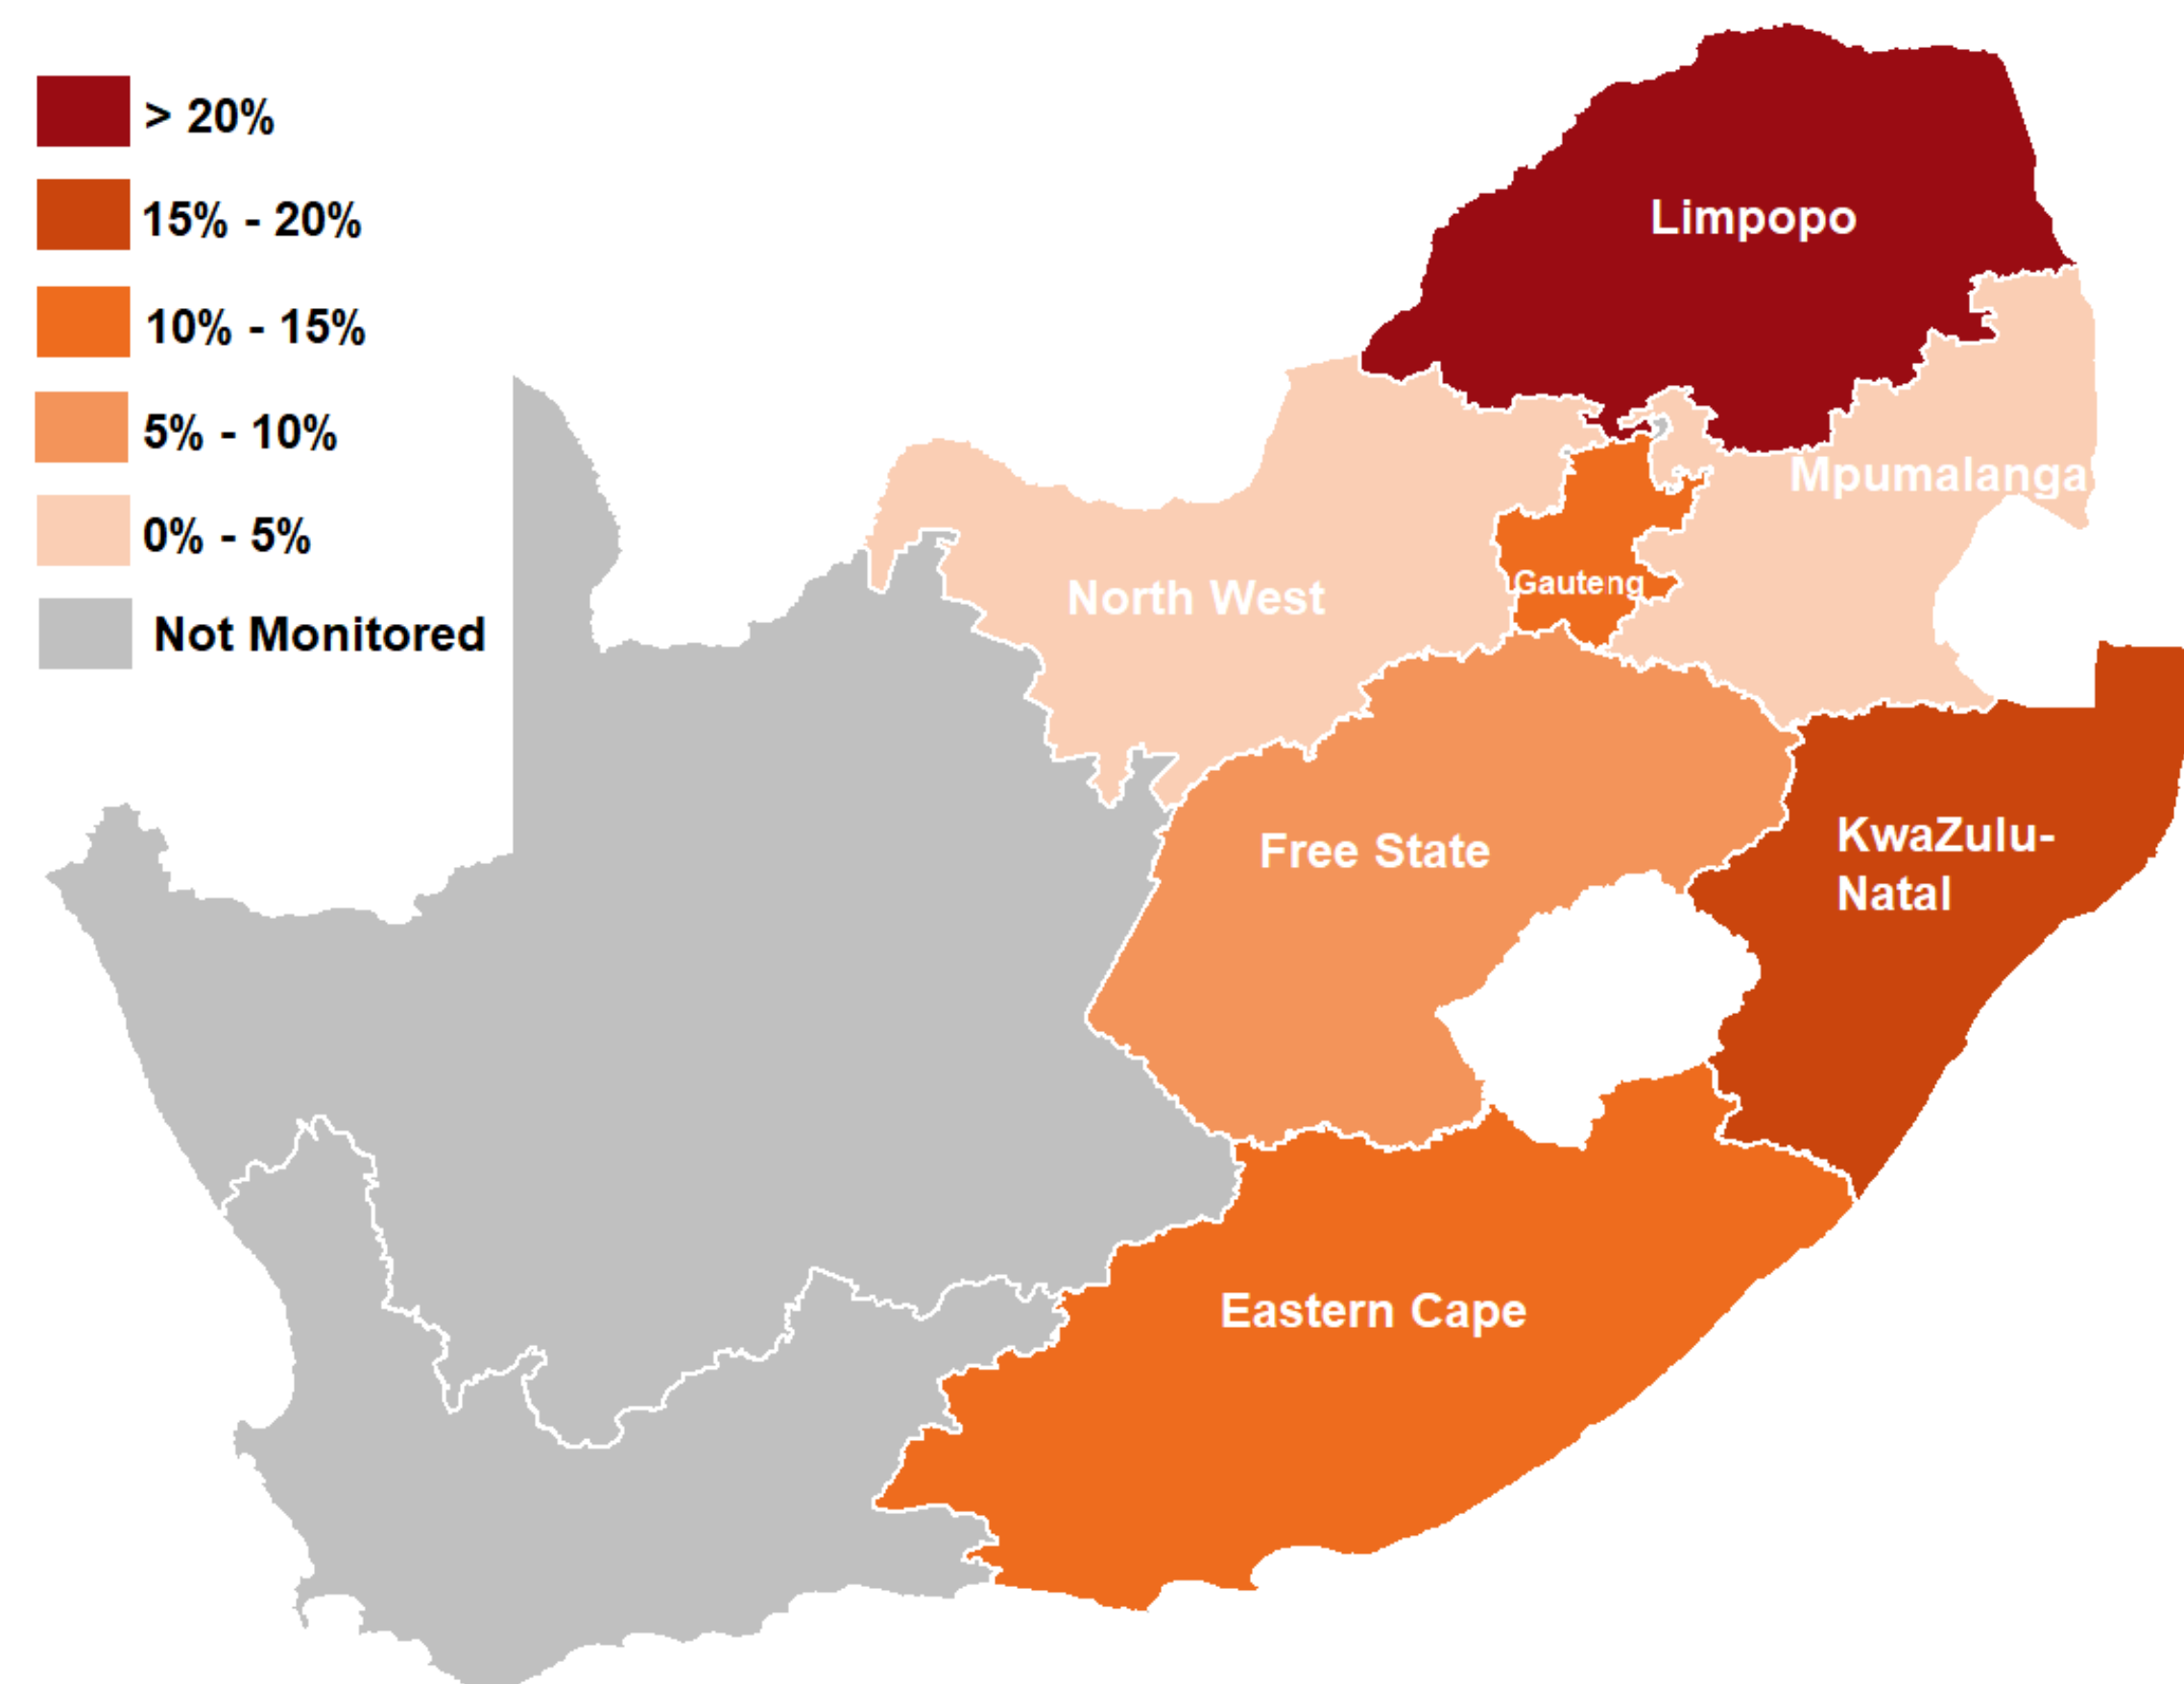 > 20%
15% - 20%
10% - 15%
5% - 10%
0% - 5%
Not Monitored
Limpopo
Mpumalanga
North West
Gauteng
Free State
KwaZulu-
Natal
Eastern Cape